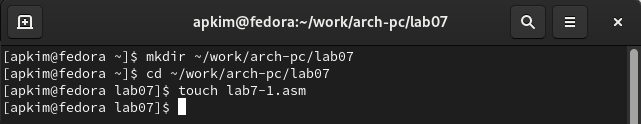 apkim@fedora:~/work/arch-pc/lab07
[apkim@fedora ~]$ mkdir ~/work/arch-pc/lab07
[apkim@fedora ~]$ cd ~/work/arch-pc/lab07
[apkim@fedora lab07]$ touch lab7-1.asm
[apkim@fedora lab07]$